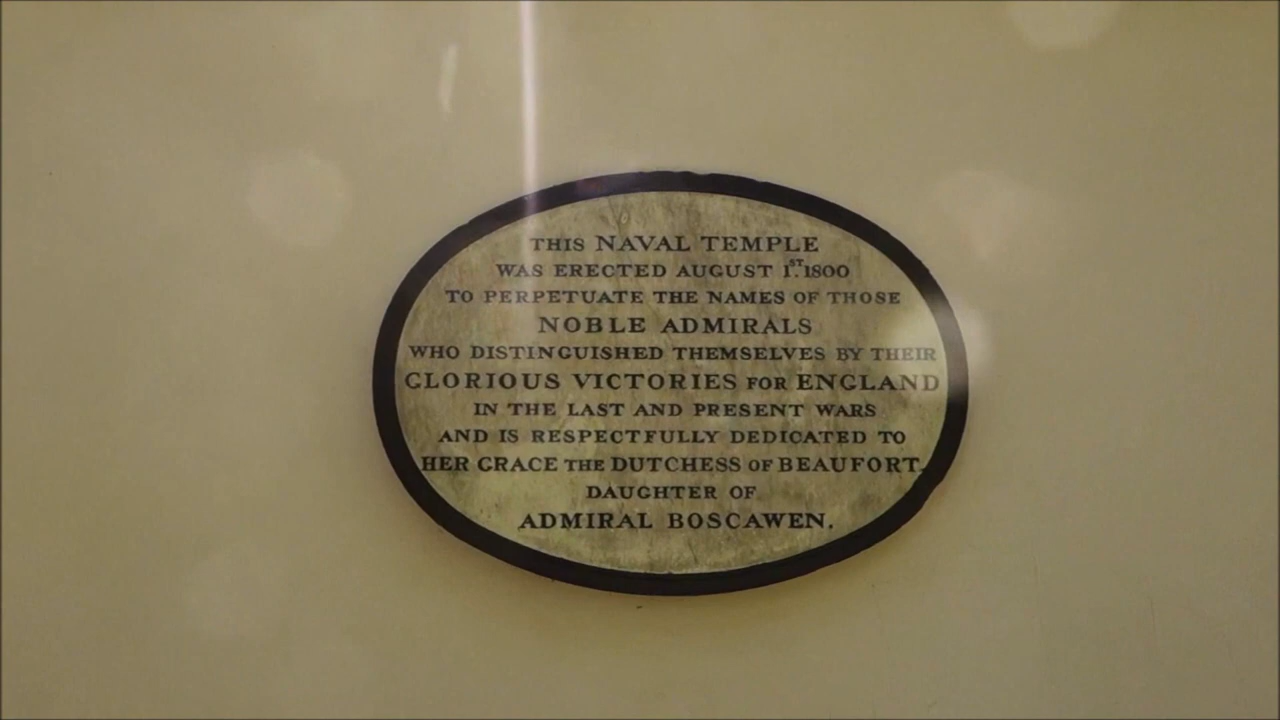 THIS NAVAL TEMPLE
WAS ERECTED AUGUST 1ST. 1800
TO PERPETUATE THE NAMES OF THOSE
NOBLE ADMIRALS
WHO DISTINGUISHED THEMSELVES BY THEIR
GLORIOUS VICTORIES FOR ENGLAND
IN THE LAST AND PRESENT WARS
AND IS RESPECTFULLY DEDICATED TO
HER GRACE THE DUTCHESS OF BEAUFORT.
DAUGHTER OF
ADMIRAL BOSCAWEN.